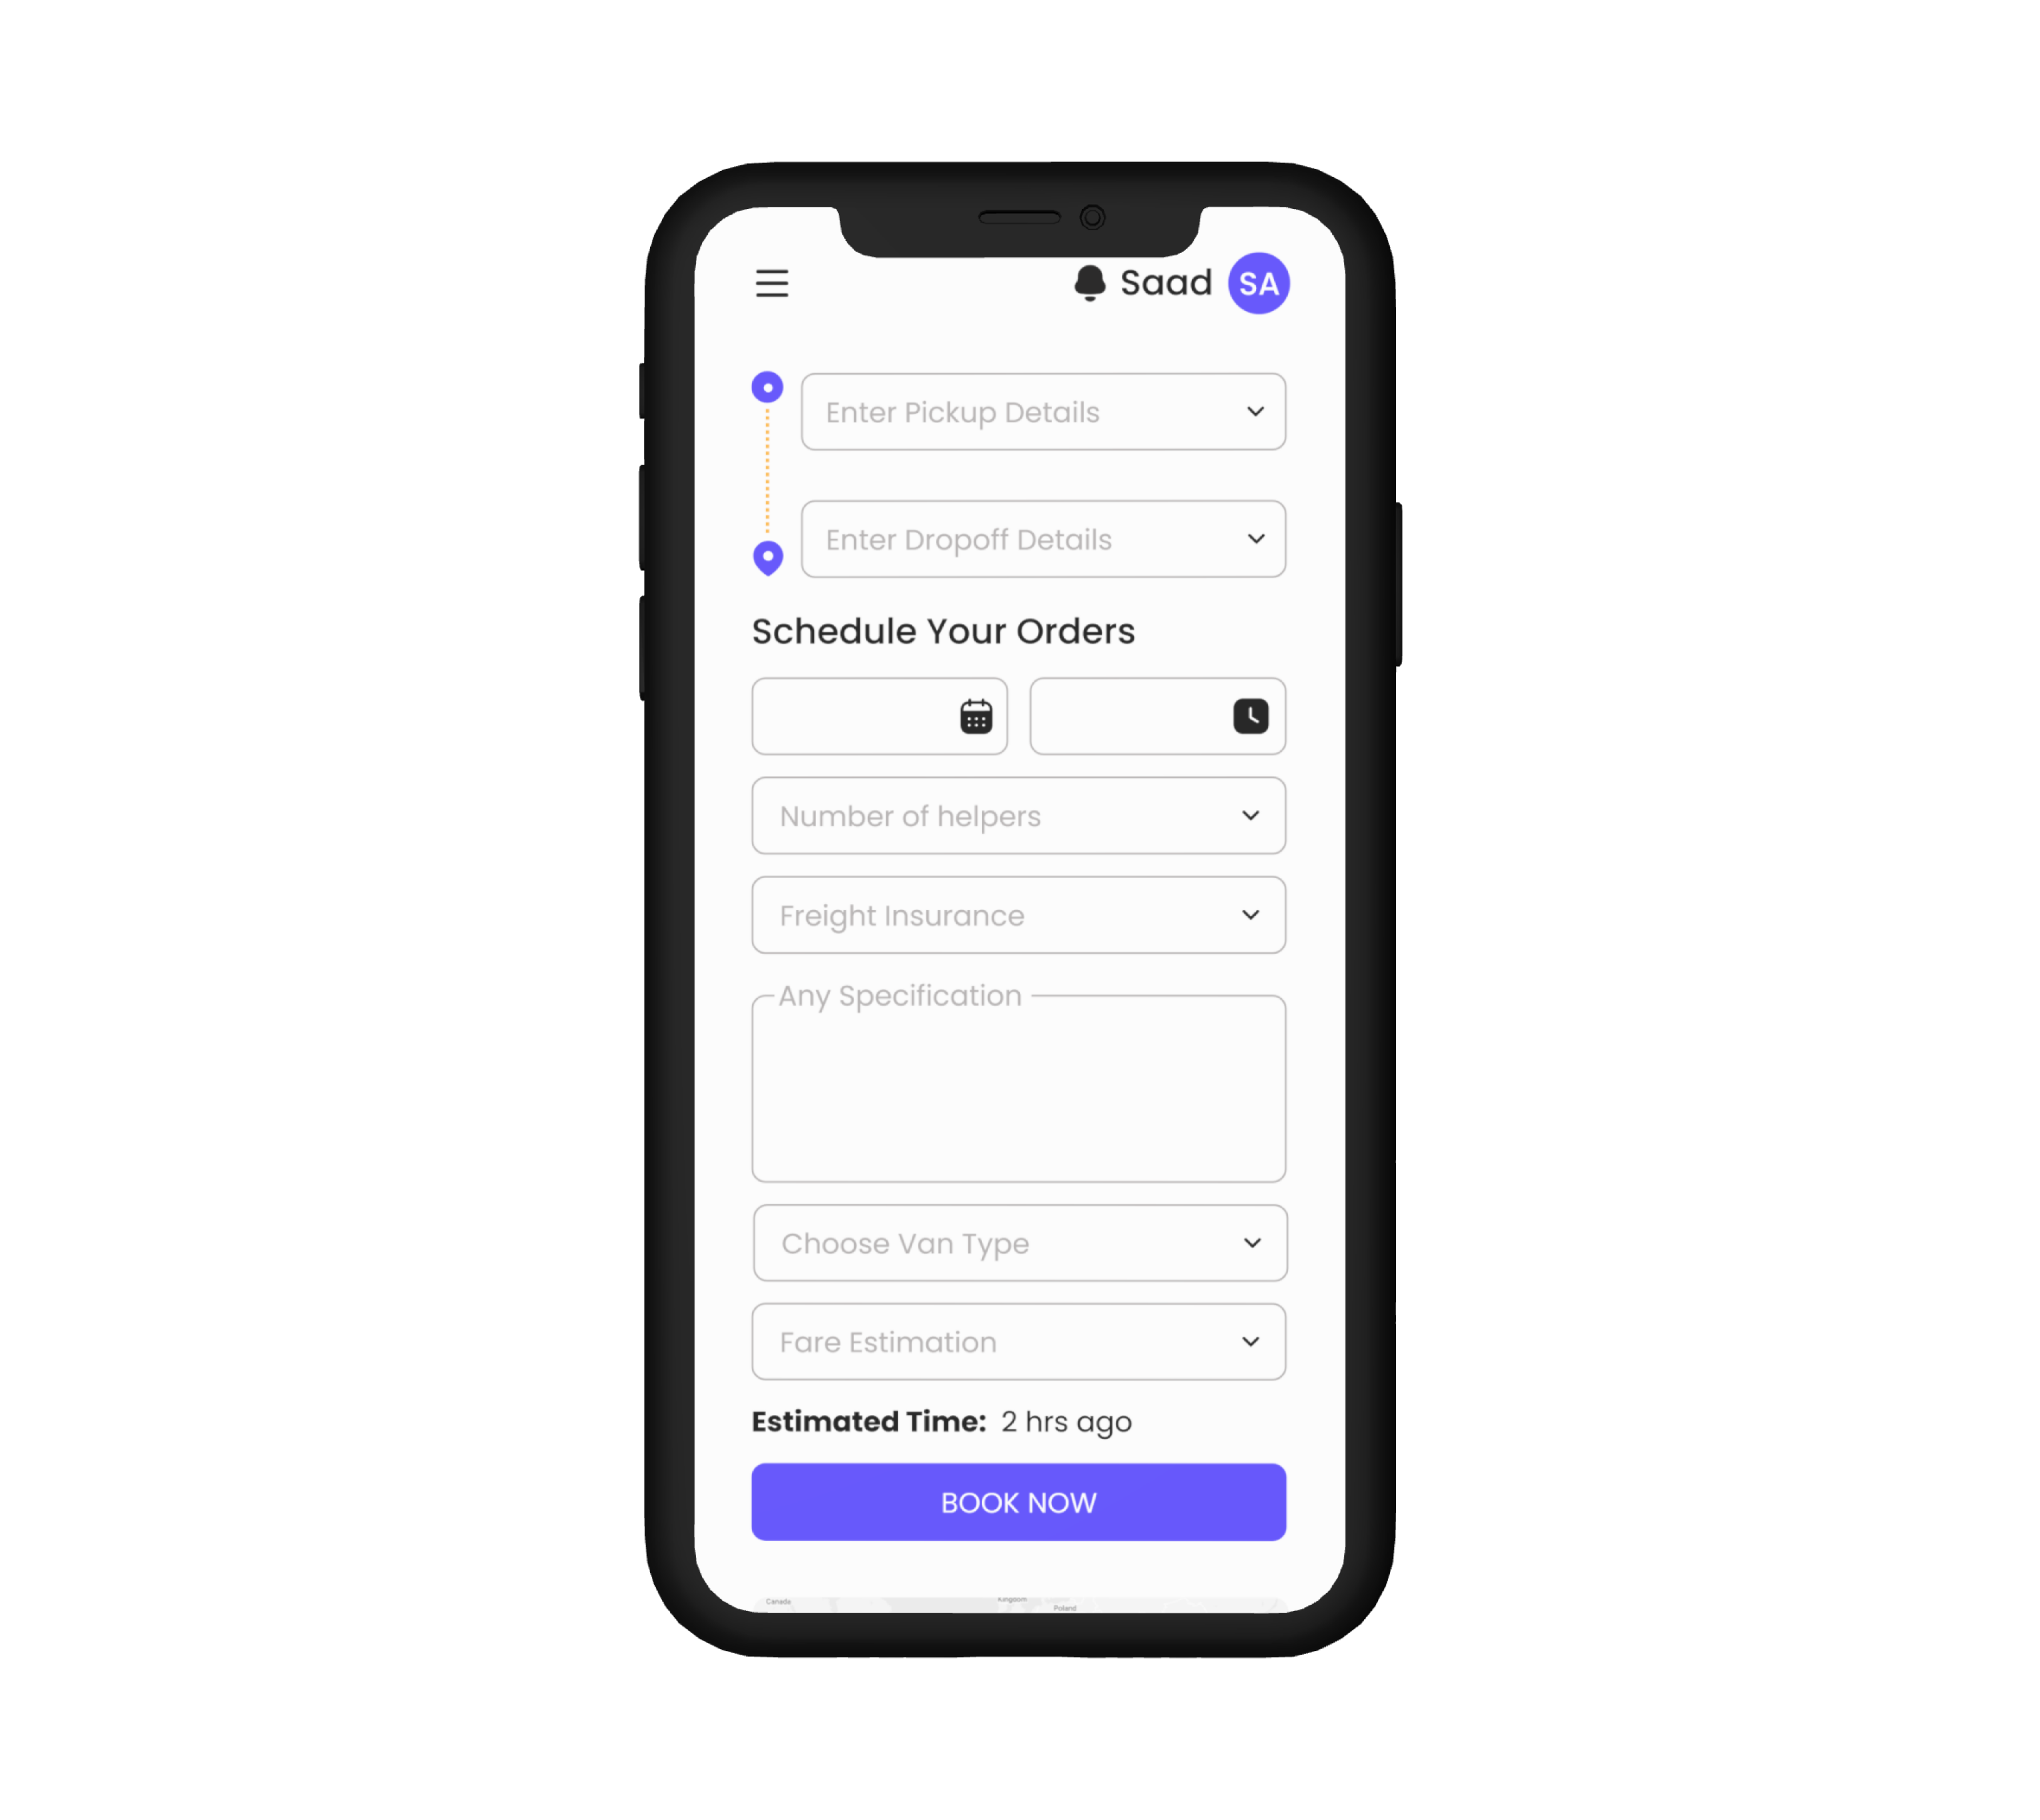 Saad SA
Enter Pickup Details
Enter Dropoff Details
Schedule Your Orders
Number of helpers
Freight Insurance
Any Specification
Choose Van Type
Fare Estimation
Estimated Time: 2 hrs ago
BOOK NOW
Canada
Kingdom
Poland